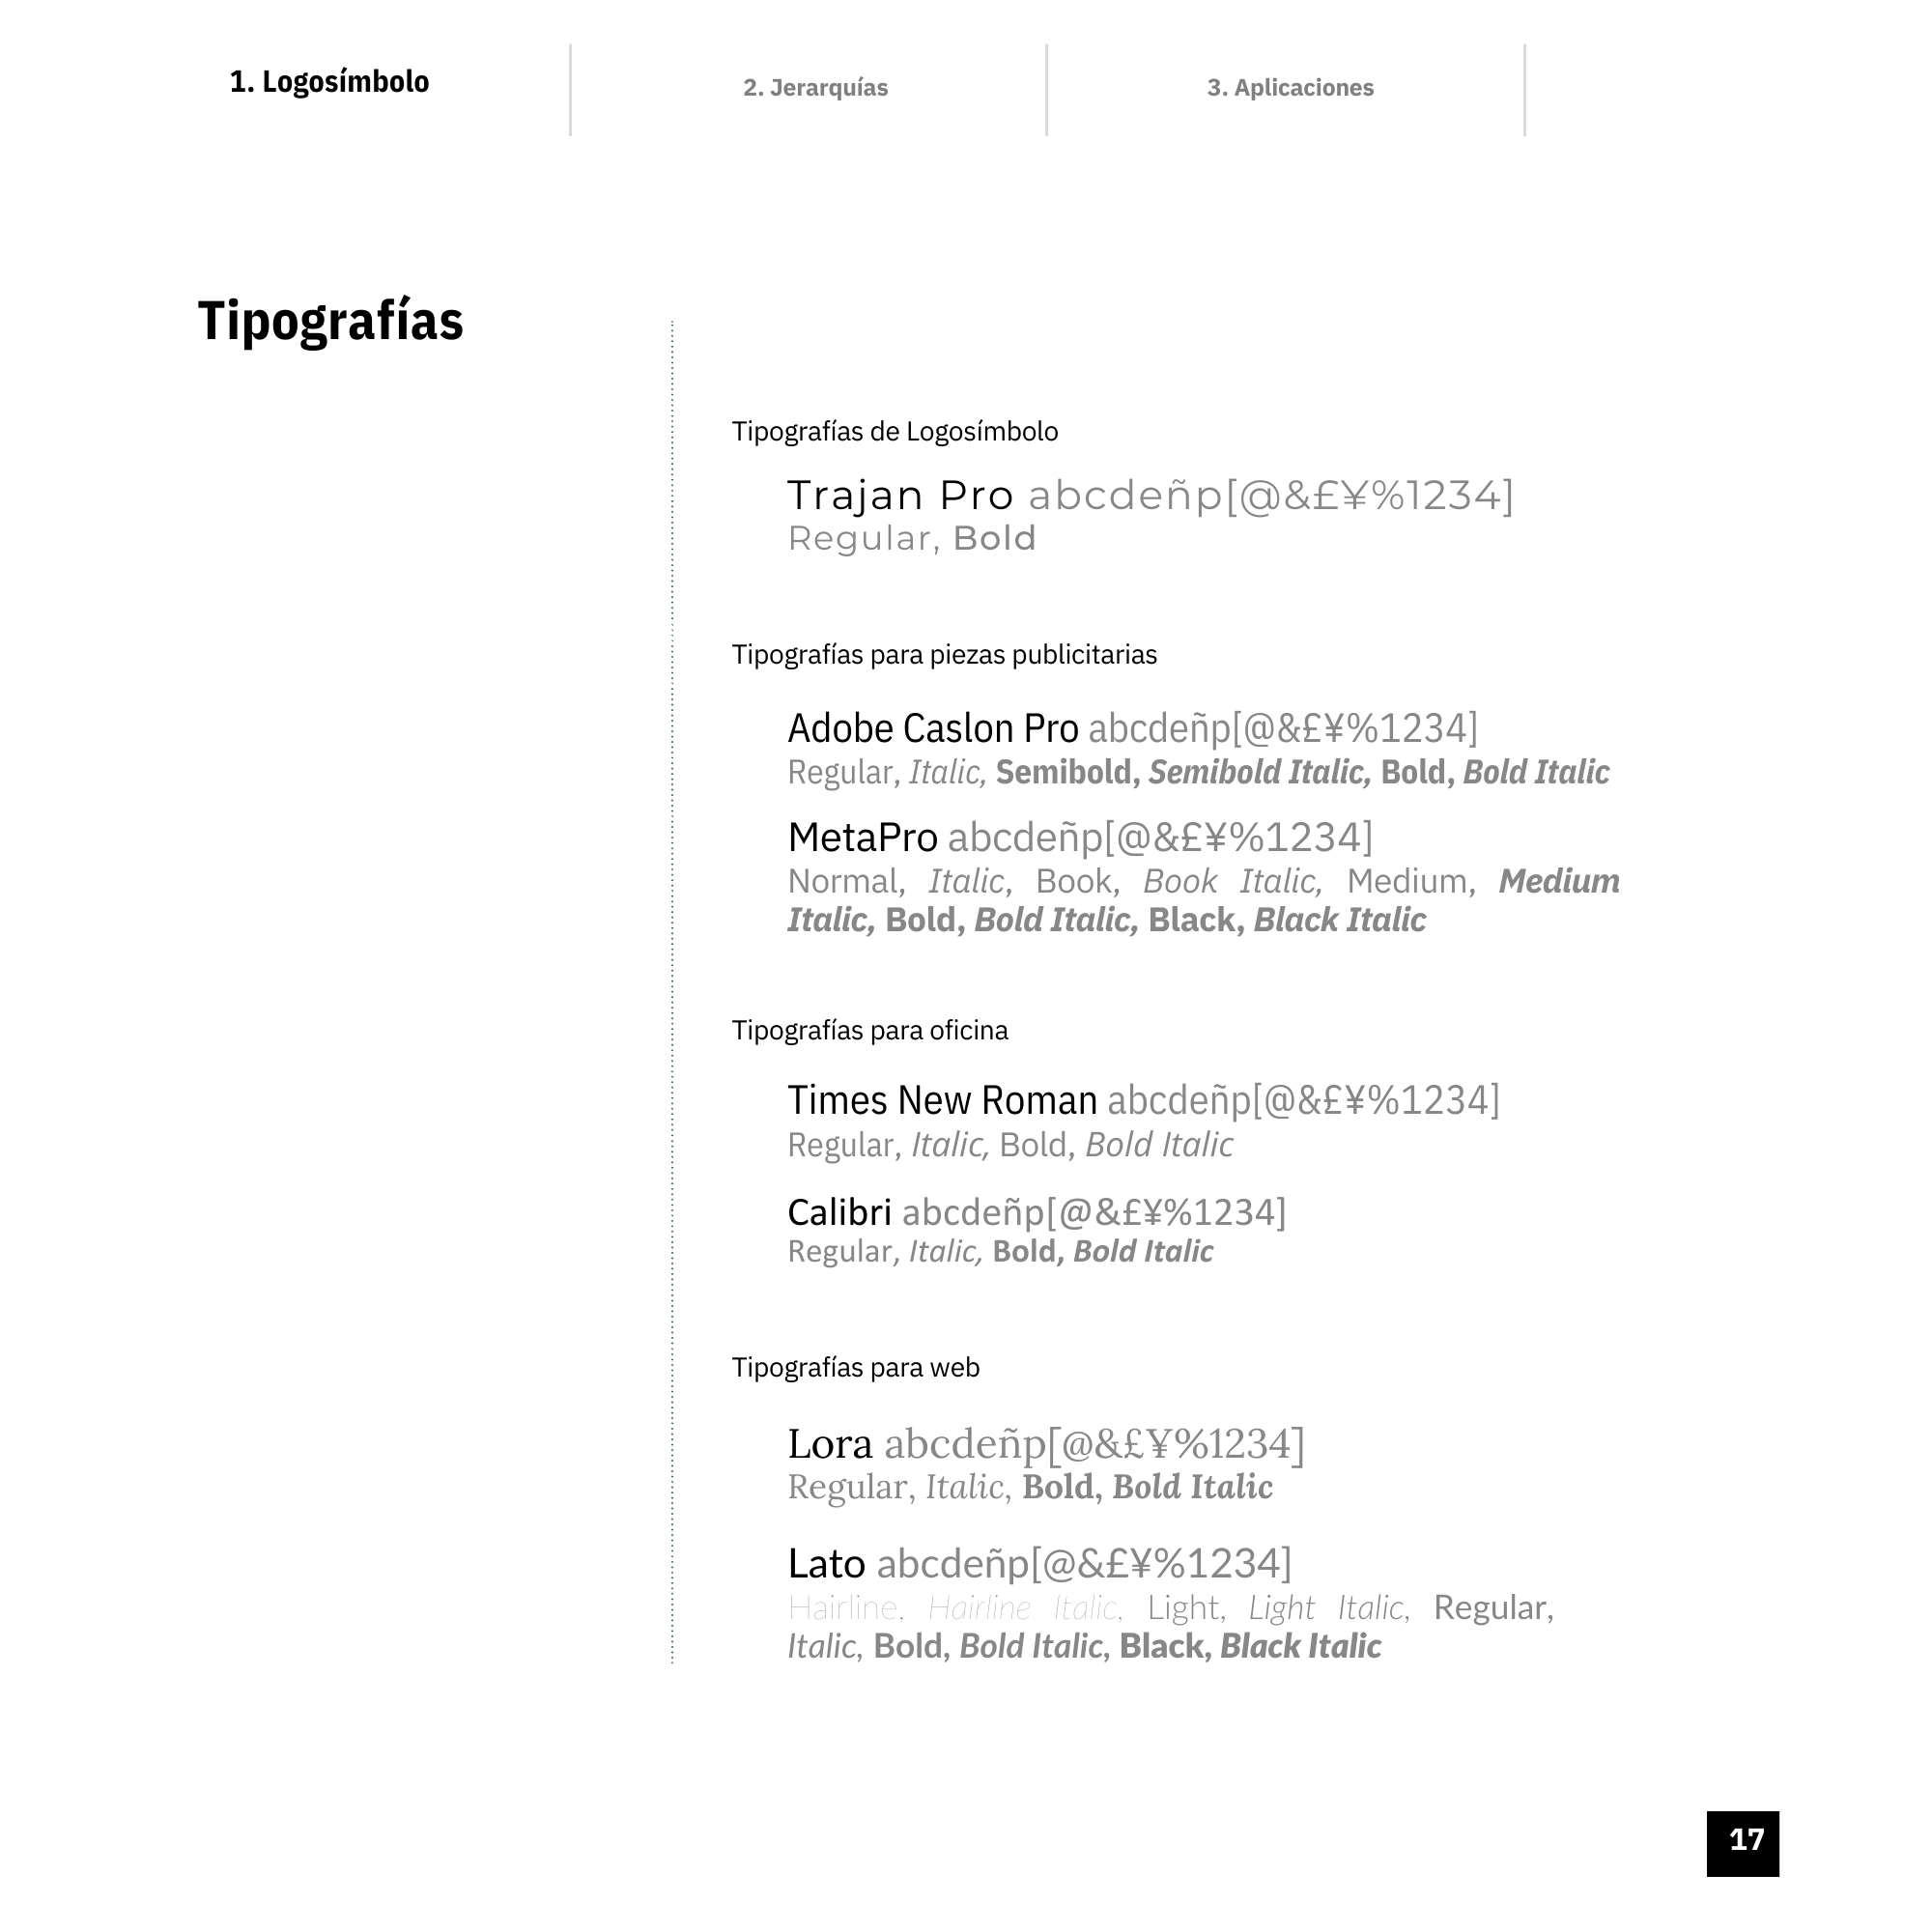 1. Logosímbolo
2. Jerarquías
3. Aplicaciones
Tipografías
Tipografías de Logosímbolo
Trajan Pro abcdeñp[@&£¥%1234]
Regular, Bold
Tipografías para piezas publicitarias
Adobe Caslon Pro abcdeñp[@&£¥%1234]
Regular, Italic, Semibold, Semibold Italic, Bold, Bold Italic
MetaPro abcdeñp[@&£¥%1234]
Normal, Italic, Book, Book Italic, Medium, Medium
Italic, Bold, Bold Italic, Black, Black Italic
Tipografías para oficina
Times New Roman abcdeñp[@&£¥%1234]
Regular, Italic, Bold, Bold Italic
Calibri abcdeñp[@&£¥%1234]
Regular, Italic, Bold, Bold Italic
Tipografías para web
Lora abcdeñp[@&£¥%1234]
Regular, Italic, Bold, Bold Italic
Lato abcdeñp[@&£¥%1234]
Hairline, Hairline Italic, Light, Light Italic, Regular,
Italic, Bold, Bold Italic, Black, Black Italic
17